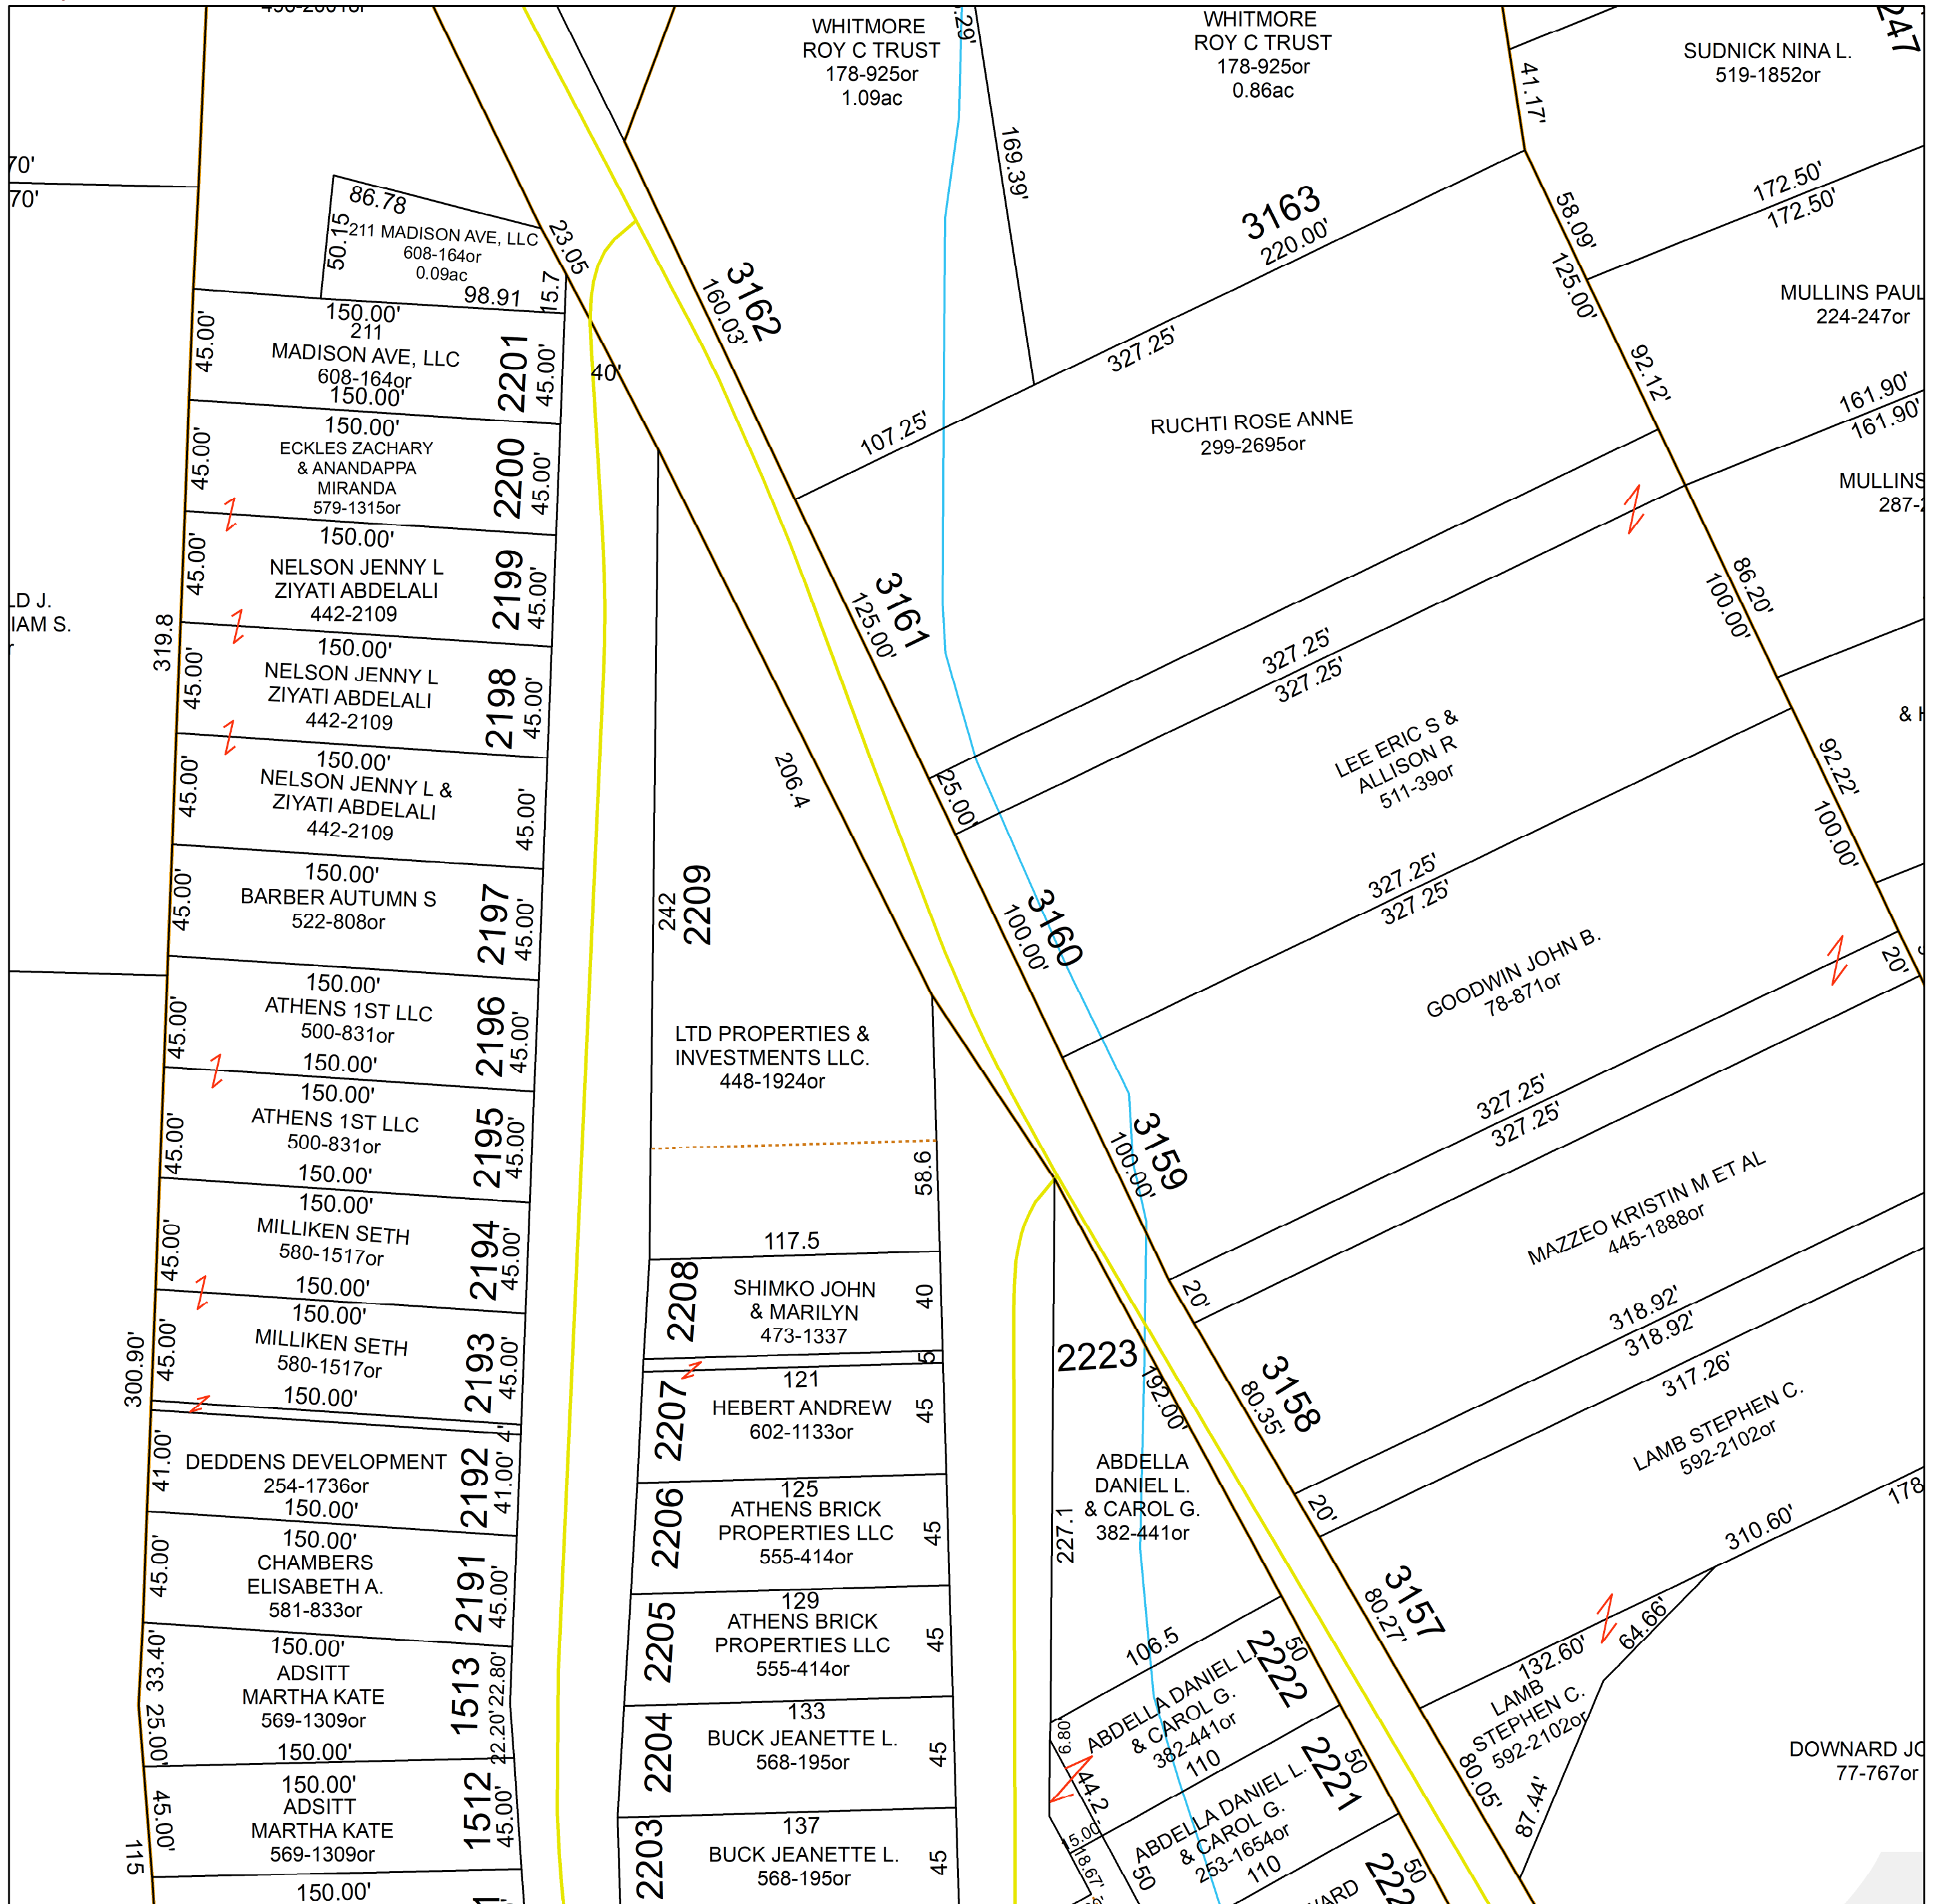 WHITMORE
ROY C TRUST
178-925or
1.09ac
WHITMORE
ROY C TRUST
178-925or
0.86ac
SUDNICK NINA L.
519-1852or
247
41.17'
70'
70'
169.39'
172.50'
172.50'
58.09'
125.00'
3163
220.00'
327.25'
107.25'
86.78
50.15
211 MADISON AVE, LLC
608-164or
0.09ac
98.91
15.7
23.05
3162
160.03'
40'
MULLINS PAUL
224-247or
92.12'
161.90'
161.90'
MULLINS
RUCHTI ROSE ANNE
299-2695or
150.00'
211
MADISON AVE, LLC
608-164or
150.00'
45.00'
2201
45.00'
150.00'
ECKLES ZACHARY
& ANANDAPPA
MIRANDA
579-1315or
45.00'
2200
45.00'
150.00'
NELSON JENNY L
ZIYATI ABDELALI
442-2109
45.00'
2199
45.00'
LD J.
IAM S.
319.8
150.00'
NELSON JENNY L
ZIYATI ABDELALI
442-2109
45.00'
2198
45.00'
150.00'
NELSON JENNY L &
ZIYATI ABDELALI
442-2109
45.00'
45.00'
150.00'
BARBER AUTUMN S
522-808or
45.00'
2197
45.00'
150.00'
ATHENS 1ST LLC
500-831or
150.00'
45.00'
2196
45.00'
150.00'
ATHENS 1ST LLC
500-831or
150.00'
45.00'
2195
45.00'
150.00'
MILLIKEN SETH
580-1517or
150.00'
45.00'
2194
45.00'
150.00'
MILLIKEN SETH
580-1517or
150.00'
45.00'
2193
45.00'
300.90'
4'
DEDDENS DEVELOPMENT
254-1736or
150.00'
41.00'
2192
41.00'
150.00'
CHAMBERS
ELISABETH A.
581-833or
45.00'
2191
45.00'
150.00'
ADSITT
MARTHA KATE
569-1309or
150.00'
33.40'
25.00'
1513
22.80'
22.20'
150.00'
ADSITT
MARTHA KATE
569-1309or
45.00'
1512
45.00'
115
150.00'
3161
125.00'
327.25'
327.25'
25.00'
86.20'
100.00'
206.4
242
2209
LTD PROPERTIES &
INVESTMENTS LLC.
448-1924or
58.6
117.5
LEE ERIC S &
ALLISON R
511-39or
92.22'
100.00'
3160
100.00'
327.25'
327.25'
GOODWIN JOHN B.
78-871or
20'
3159
100.00'
327.25'
327.25'
MAZZEO KRISTIN M ET AL
445-1888or
20'
318.92'
318.92'
2208
SHIMKO JOHN
& MARILYN
473-1337
40
5
121
2207
HEBERT ANDREW
602-1133or
45
125
2206
ATHENS BRICK
PROPERTIES LLC
555-414or
45
129
2205
ATHENS BRICK
PROPERTIES LLC
555-414or
45
133
2204
BUCK JEANETTE L.
568-195or
45
137
2203
BUCK JEANETTE L.
568-195or
45
2223
192.00'
ABDELLA
DANIEL L.
& CAROL G.
382-441or
227.1
3158
80.35'
317.26'
LAMB STEPHEN C.
592-2102or
20'
310.60'
178
3157
80.27'
132.60'
64.66'
LAMB
STEPHEN C.
592-2102or
80.05'
87.44'
DOWNARD JO
77-767or
106.5
2222
50
ABDELLA DANIEL L.
& CAROL G.
382-441or
6.80'
44.2
110
2221
50
ABDELLA DANIEL L.
& CAROL G.
253-1654or
15.00'
18.67'
50
110
222
50